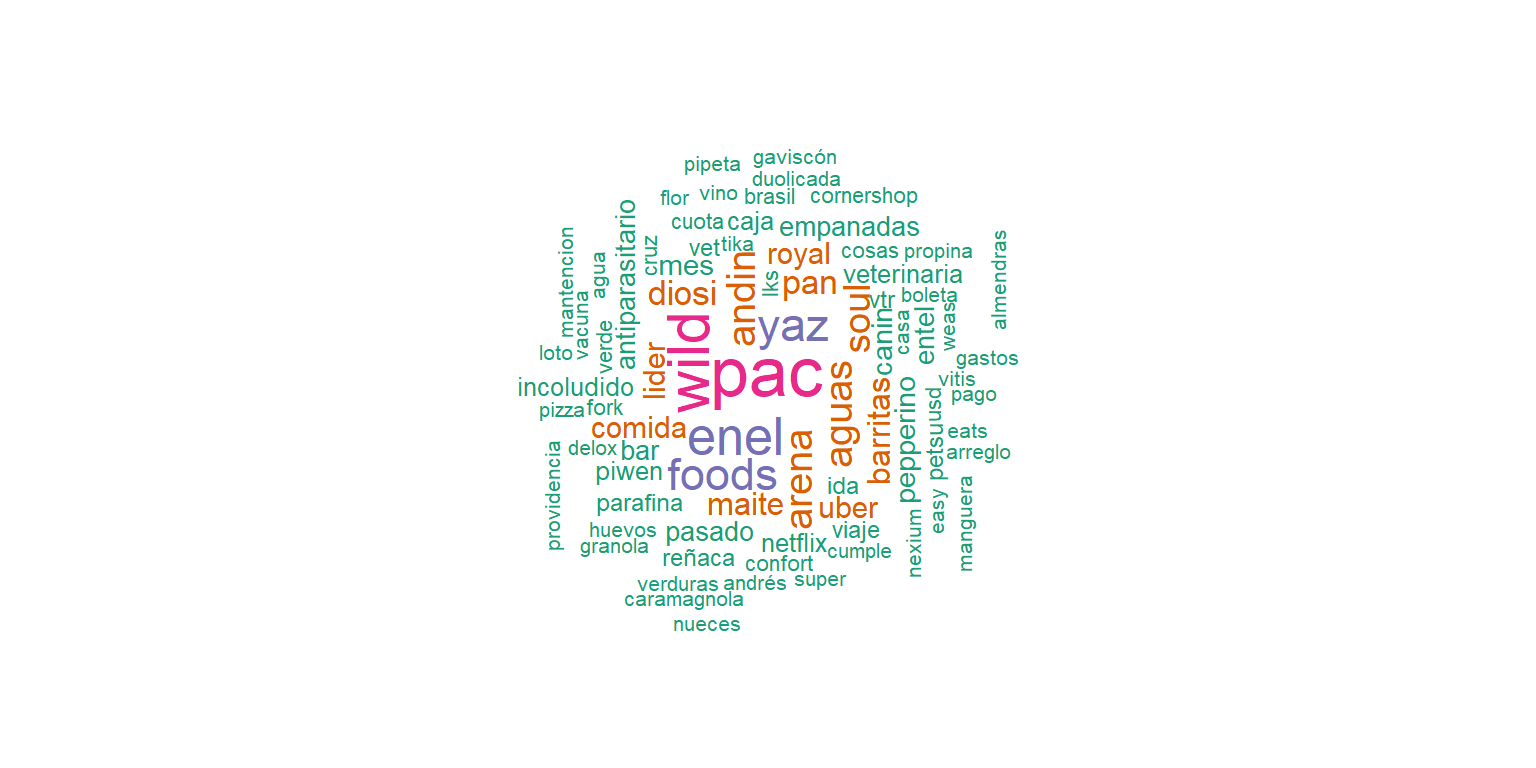 gaviscón
pipeta
duolicada
flor
vino
brasil
cornershop
cuota
caja
empanadas
antiparasitario
cruz
vet
tika
royal
cosas
propina
mantencion
agua
mes
andin
lks
pan
veterinaria
almendras
diosi
soul
vtr
boleta
vacuna
verde
wild
yaz
canin
casa
entel
weas
loto
lider
pac
gastos
incoludido
aguas
barritas
pepperino
vitis
pago
pizza
fork
petsuusd
comida
enel
arena
eats
delox
bar
arreglo
providencia
piwen
foods
ida
easy
manguera
parafina
maite
uber
nexium
huevos
pasado
viaje
granola
netflix
cumple
reñaca
confort
verduras
andrés
super
caramagnola
nueces